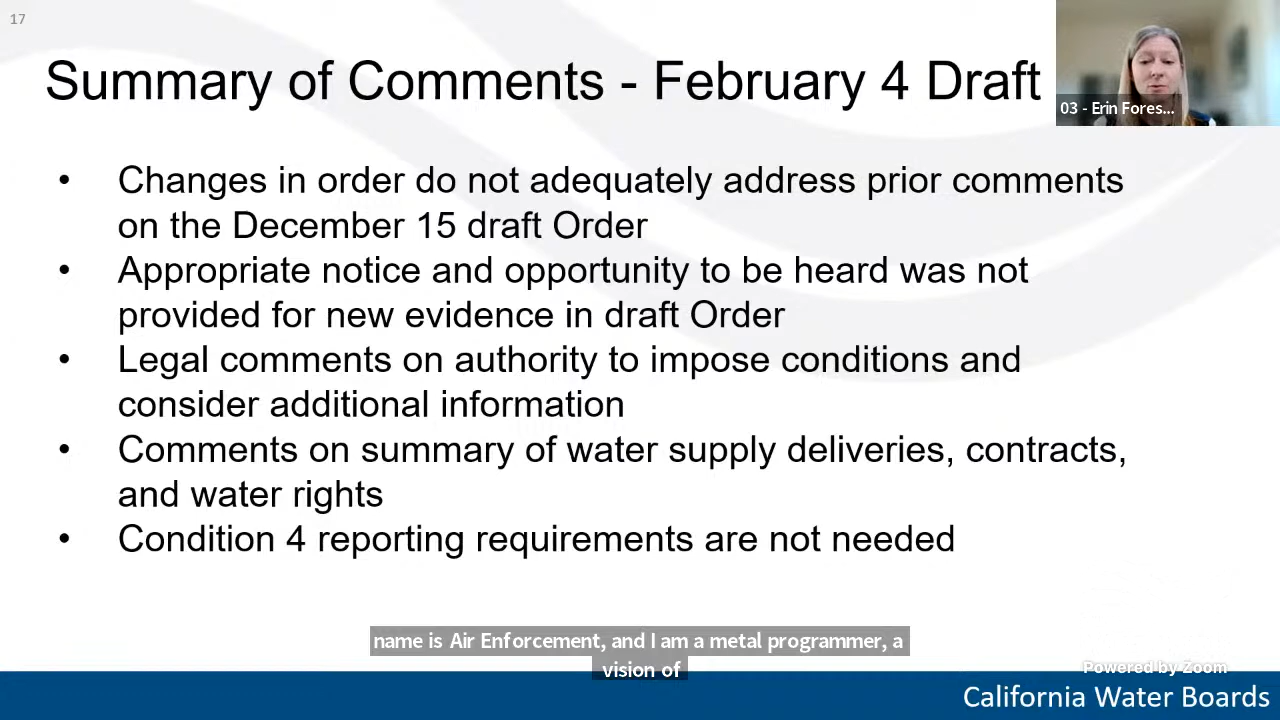 17
Summary of Comments - February 4 Draft
03 - Erin Fores...
• Changes in order do not adequately address prior comments
on the December 15 draft Order
• Appropriate notice and opportunity to be heard was not
provided for new evidence in draft Order
• Legal comments on authority to impose conditions and
consider additional information
• Comments on summary of water supply deliveries, contracts,
and water rights
• Condition 4 reporting requirements are not needed
name is Air Enforcement, and I am a metal programmer, a
vision of
Powered by Zoom
California Water Boards